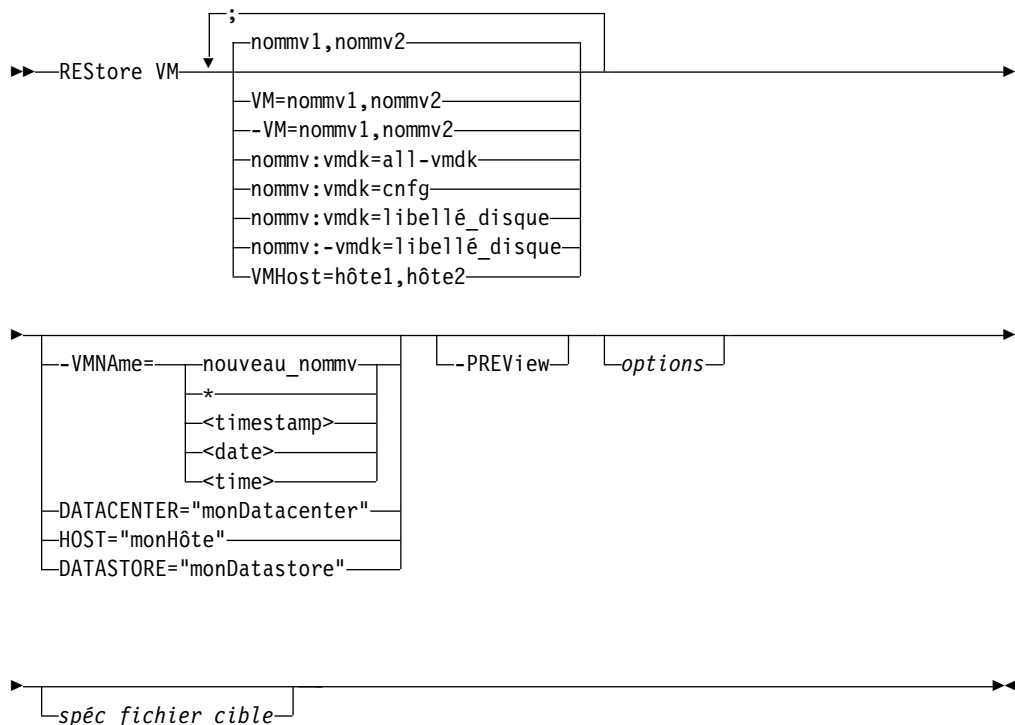 ;
nommv1,nommv2
REStore VM
VM=nommv1,nommv2
-VM=nommv1,nommv2
nommv:vmdk=all-vmdk
nommv:vmdk=cnfg
nommv:vmdk=libellé_disque
nommv:-vmdk=libellé_disque
VMHost=hôte1,hôte2
-VMNAme= nouveau_nommv -PREView options
*
<timestamp>
<date>
<time>
DATACENTER="monDatacenter"
HOST="monHôte"
DATASTORE="monDatastore"
spéc fichier cible